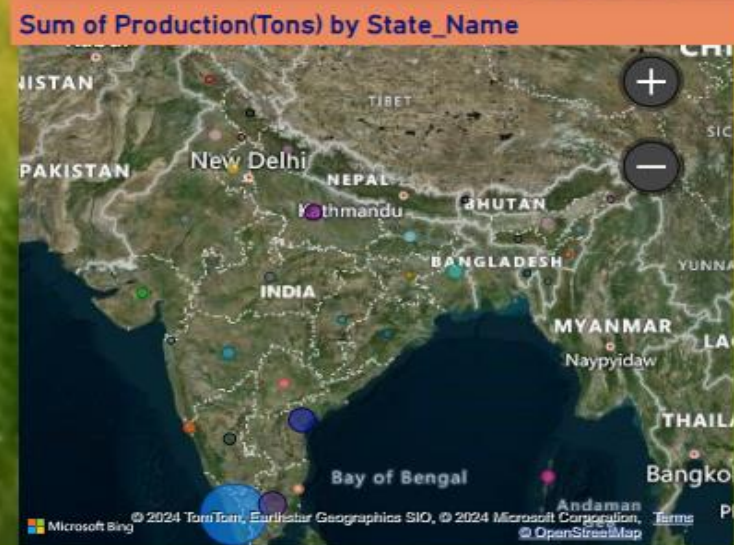 Sum of Production(Tons) by State_Name
CHI
NISTAN
TIBET
SIC
PAKISTAN
New Delhi
NEPAL
BHUTAN
Kathmandu
BANGLADESH
YUNNA
INDIA
MYANMAR
LA
Naypyidaw
THAIL
Bay of Bengal
Bangko
Andaman
P
Microsoft Bing
© 2024 TomTom, Earthstar Geographics SIO, © 2024 Microsoft Corporation, Terms
© OpenStreetMap